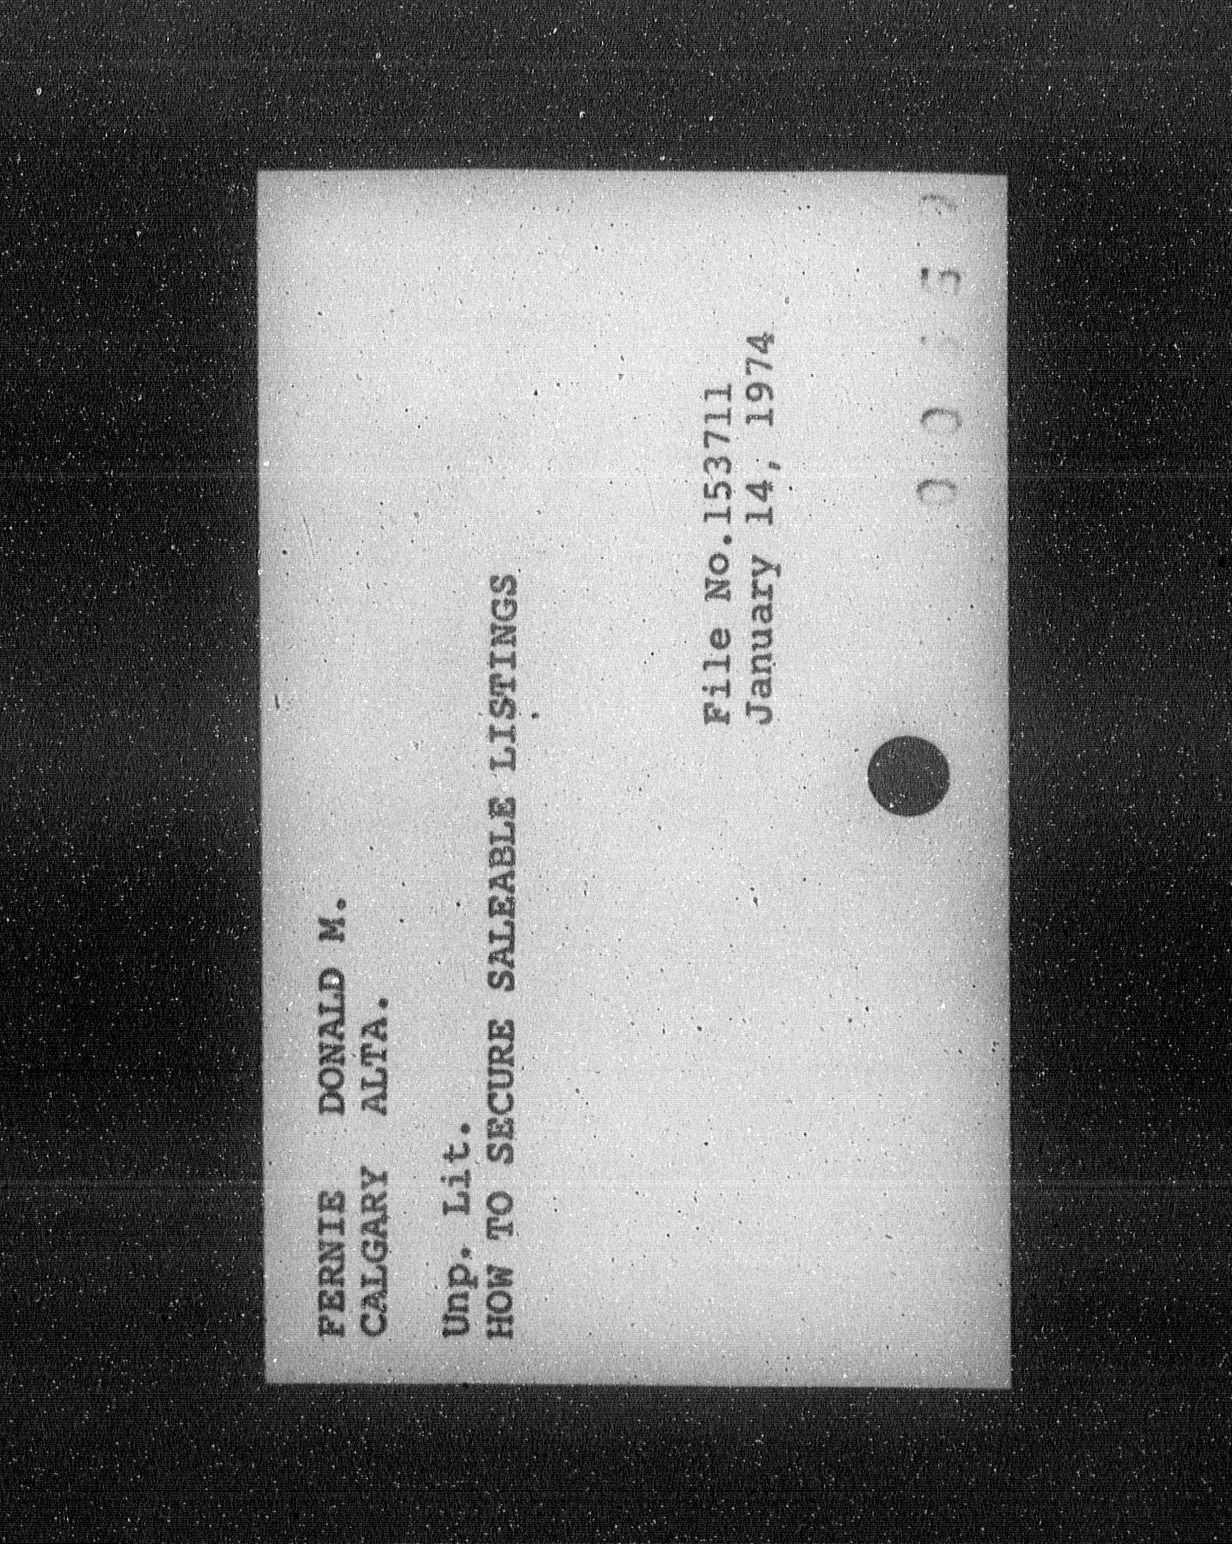 FERNIE DONALD M.
CALGARY ALTA.
Unp. Lit.
HOW TO SECURE SALEABLE LISTINGS
File No.153711
January 14, 1974